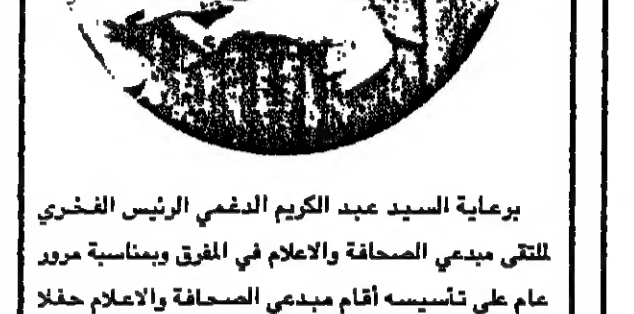 برعاية السيد عبد الكريم الدغمي الرئيس الفخري
لملتقى مبدعي الصحافة والاعلام في المفرق وبمناسبة مرور
عام على تأسيسه أقام مبدعي الصحافة والاعلام حفلا